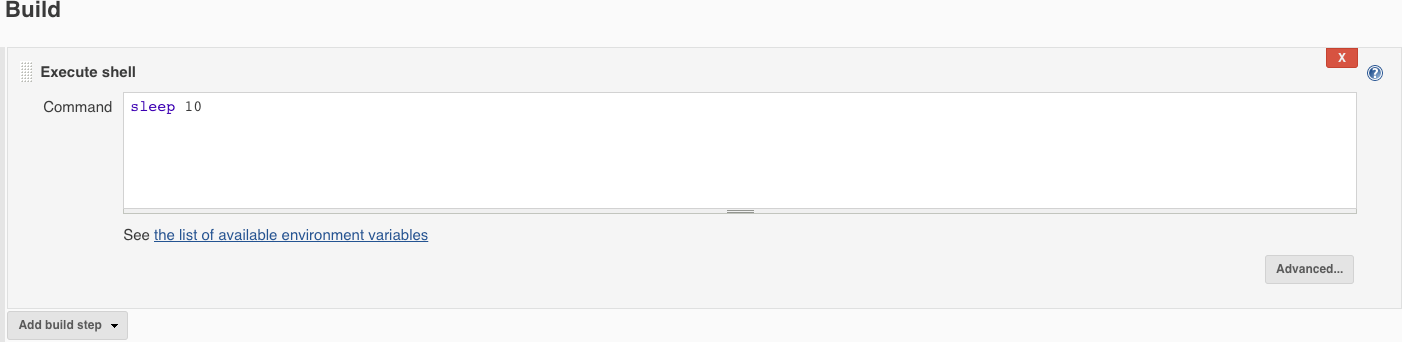 Build
X
Execute shell
?
Command
sleep 10
See the list of available environment variables
Advanced...
Add build step